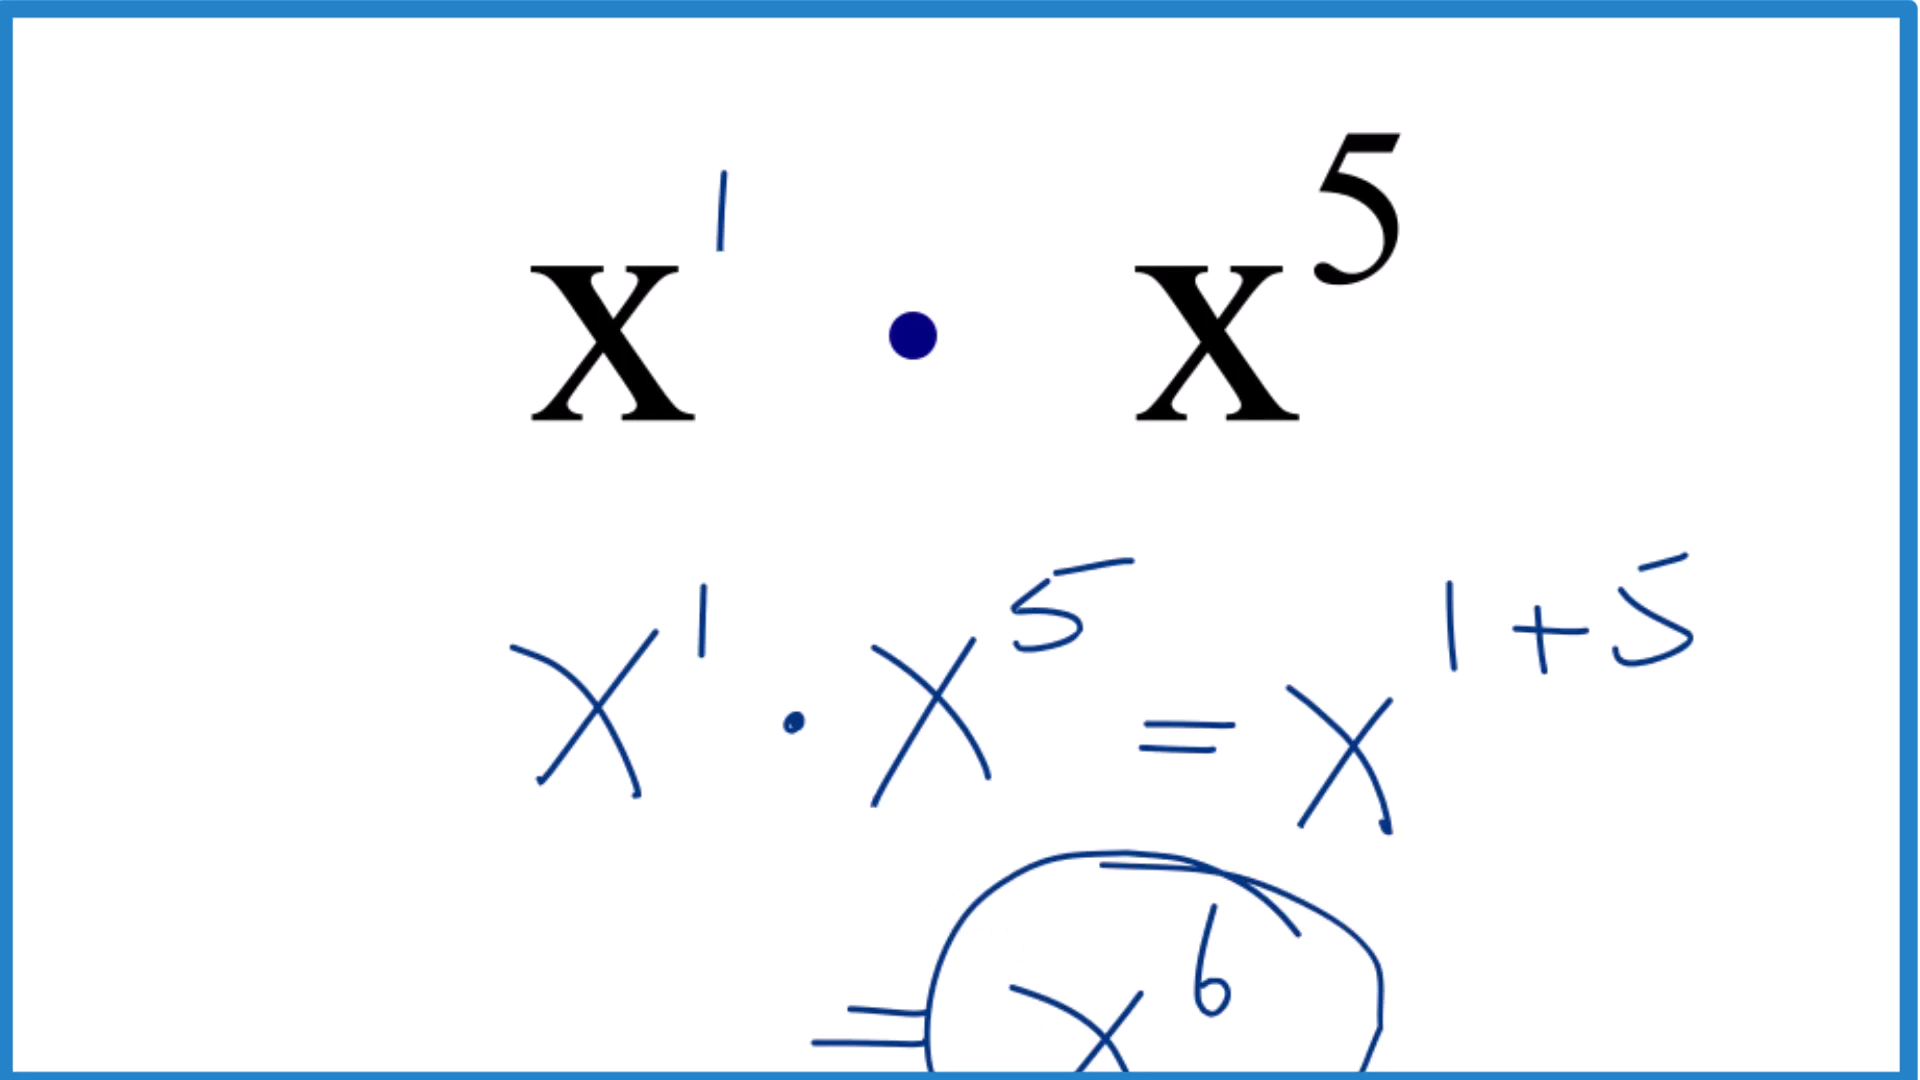 x¹ • x⁵
x¹ · x⁵ = x¹⁺⁵
= x⁶